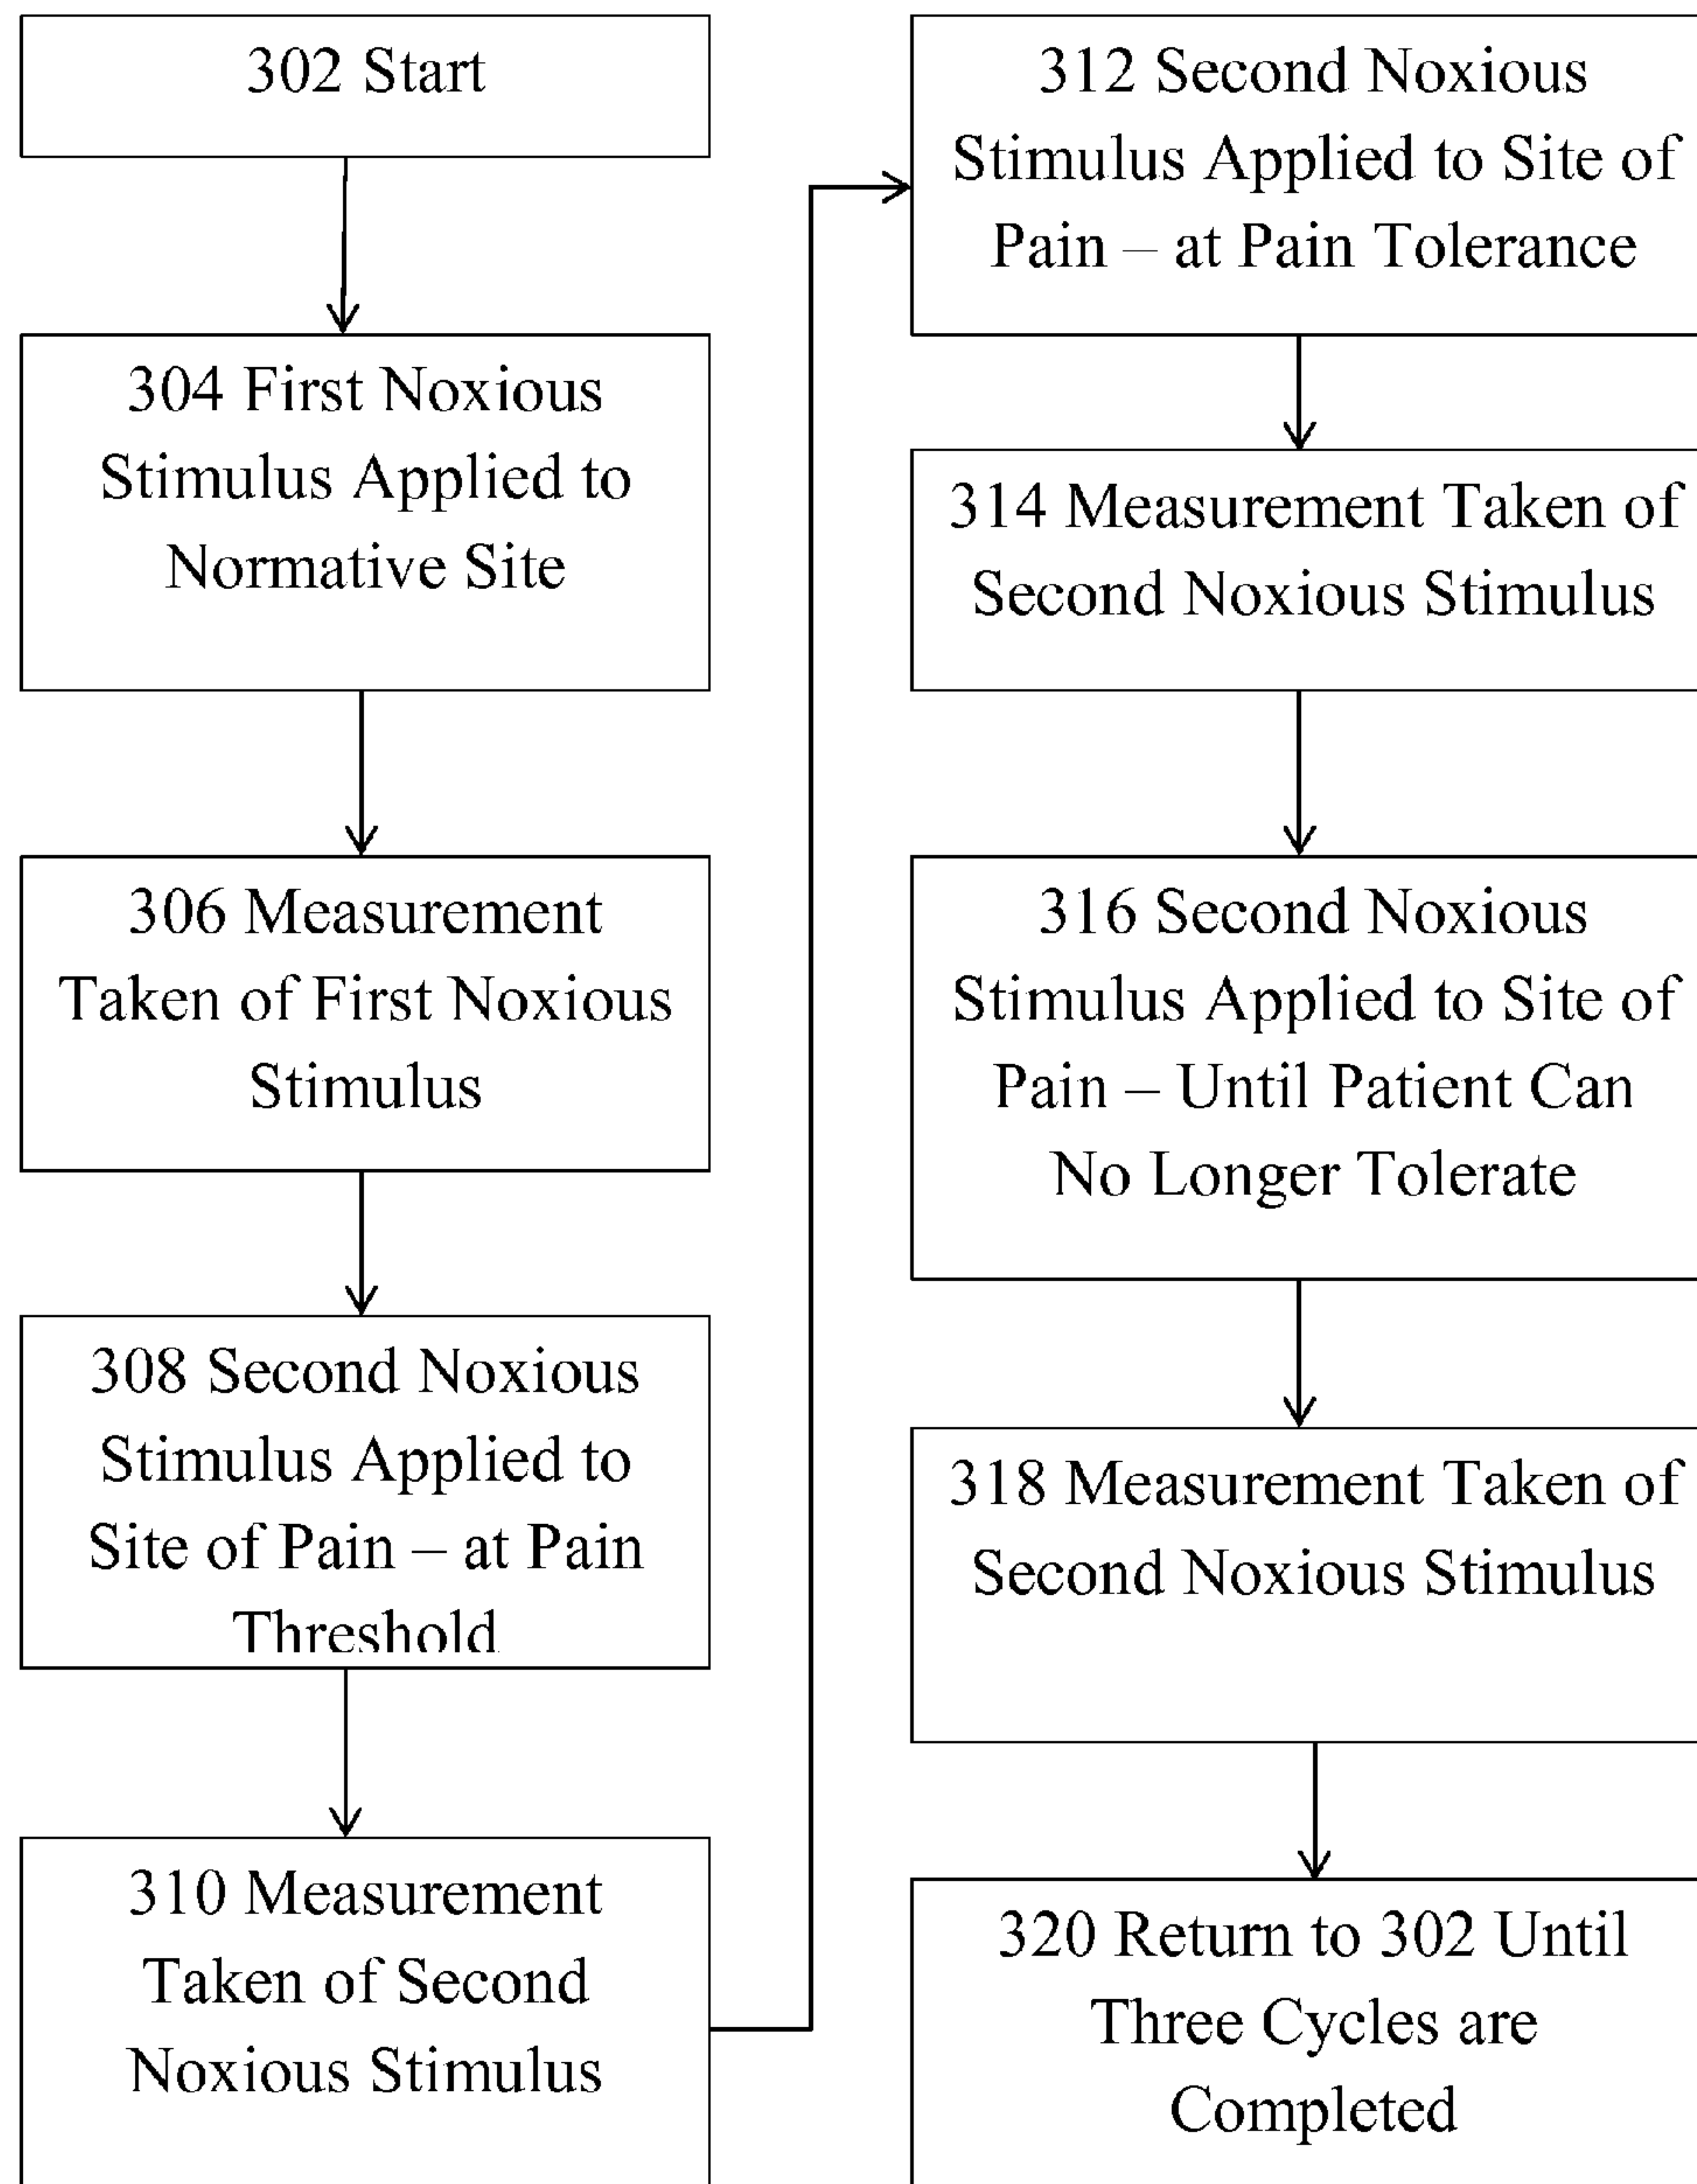 302 Start
304 First Noxious
Stimulus Applied to
Normative Site
306 Measurement
Taken of First Noxious
Stimulus
308 Second Noxious
Stimulus Applied to
Site of Pain – at Pain
Threshold
310 Measurement
Taken of Second
Noxious Stimulus
312 Second Noxious
Stimulus Applied to Site of
Pain – at Pain Tolerance
314 Measurement Taken of
Second Noxious Stimulus
316 Second Noxious
Stimulus Applied to Site of
Pain – Until Patient Can
No Longer Tolerate
318 Measurement Taken of
Second Noxious Stimulus
320 Return to 302 Until
Three Cycles are
Completed